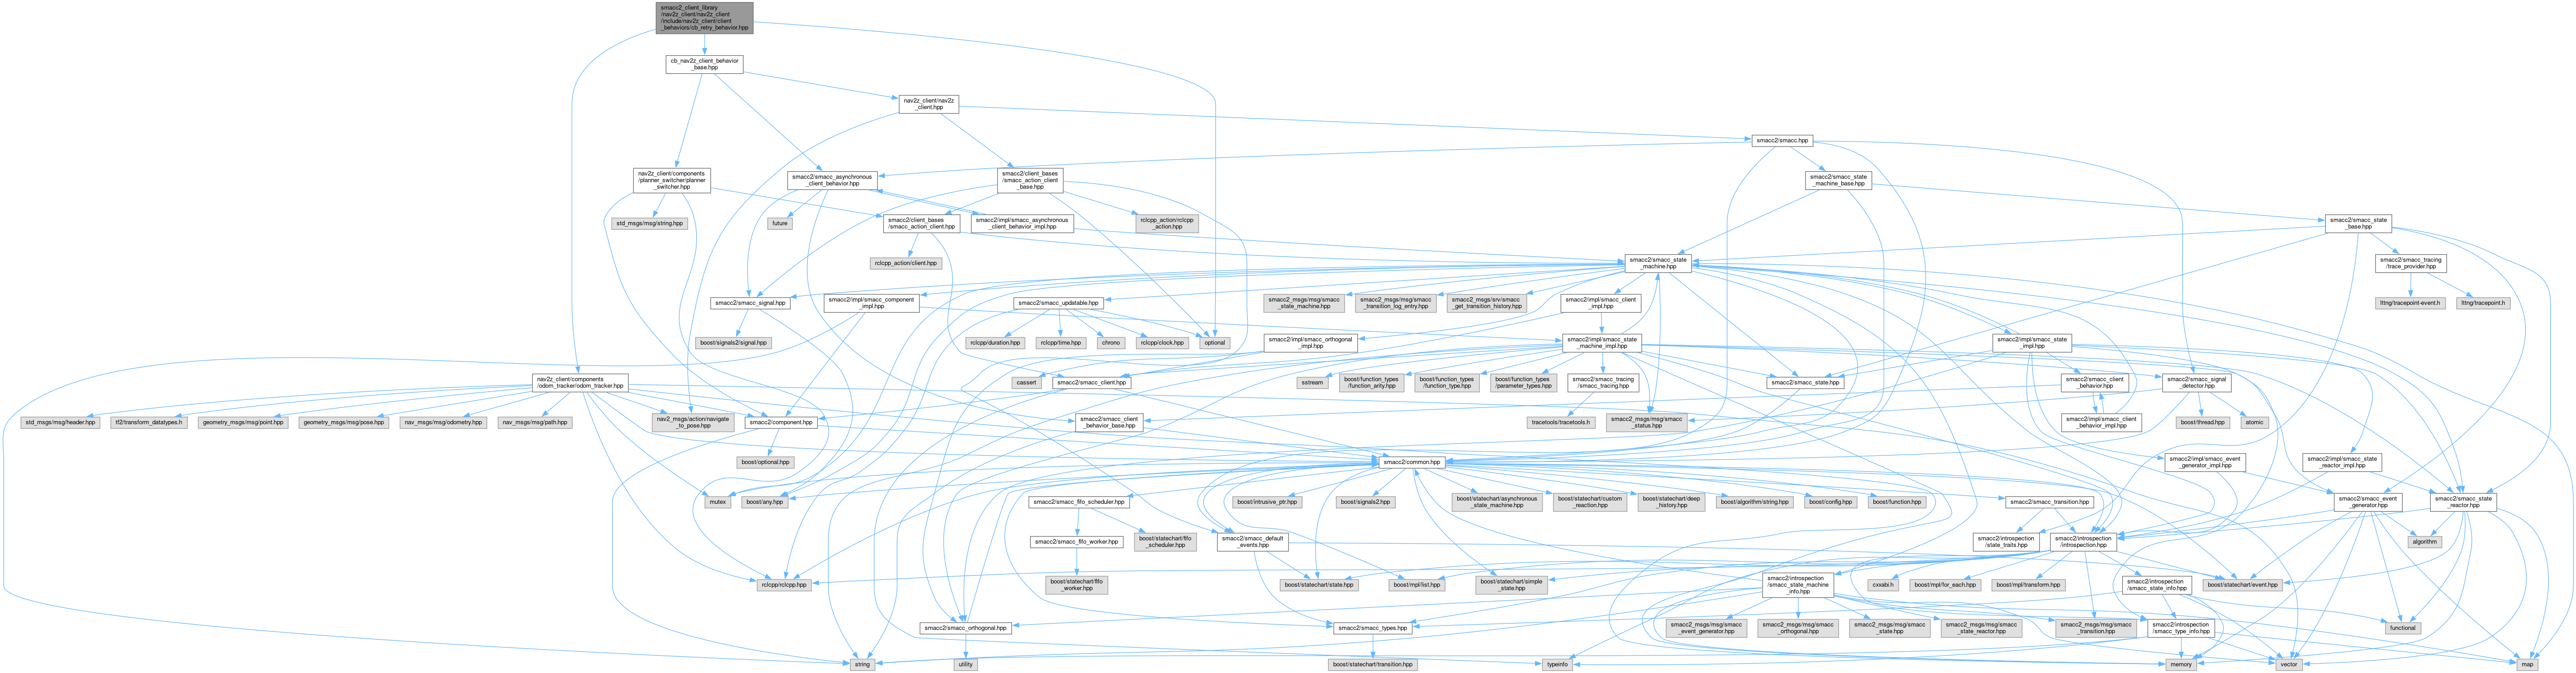 smacc2_client_library
/nav2z_client/nav2z_client
/include/nav2z_client/client
_behaviors/cb_retry_behavior.hpp
cb_nav2z_client_behavior
_base.hpp
nav2z_client/nav2z
_client.hpp
smacc2/smacc.hpp
nav2z_client/components
/planner_switcher/planner
_switcher.hpp
smacc2/smacc_asynchronous
_client_behavior.hpp
smacc2/client_bases
/smacc_action_client
_base.hpp
smacc2/smacc_state
_machine_base.hpp
std_msgs/msg/string.hpp
future
smacc2/client_bases
/smacc_action_client.hpp
smacc2/impl/smacc_asynchronous
_client_behavior_impl.hpp
rclcpp_action/rclcpp
_action.hpp
smacc2/smacc_state
_base.hpp
rclcpp_action/client.hpp
smacc2/smacc_state
_machine.hpp
smacc2/smacc_tracing
/trace_provider.hpp
smacc2/smacc_signal.hpp
smacc2/impl/smacc_component
_impl.hpp
smacc2/smacc_updatable.hpp
smacc2_msgs/msg/smacc
_state_machine.hpp
smacc2_msgs/msg/smacc
_transition_log_entry.hpp
smacc2_msgs/srv/smacc
_get_transition_history.hpp
smacc2/impl/smacc_client
_impl.hpp
lttng/tracepoint-event.h
lttng/tracepoint.h
boost/signals2/signal.hpp
rclcpp/duration.hpp
rclcpp/time.hpp
chrono
rclcpp/clock.hpp
optional
smacc2/impl/smacc_orthogonal
_impl.hpp
smacc2/impl/smacc_state
_machine_impl.hpp
smacc2/impl/smacc_state
_impl.hpp
nav2z_client/components
/odom_tracker/odom_tracker.hpp
cassert
smacc2/smacc_client.hpp
sstream
boost/function_types
/function_arity.hpp
boost/function_types
/function_type.hpp
boost/function_types
/parameter_types.hpp
smacc2/smacc_tracing
/smacc_tracing.hpp
smacc2/smacc_state.hpp
smacc2/smacc_client
_behavior.hpp
smacc2/smacc_signal
_detector.hpp
std_msgs/msg/header.hpp
tf2/transform_datatypes.h
geometry_msgs/msg/point.hpp
geometry_msgs/msg/pose.hpp
nav_msgs/msg/odometry.hpp
nav_msgs/msg/path.hpp
nav2_msgs/action/navigate
_to_pose.hpp
smacc2/component.hpp
smacc2/smacc_client
_behavior_base.hpp
tracetools/tracetools.h
smacc2_msgs/msg/smacc
_status.hpp
smacc2/impl/smacc_client
_behavior_impl.hpp
boost/thread.hpp
atomic
boost/optional.hpp
smacc2/common.hpp
smacc2/impl/smacc_event
_generator_impl.hpp
smacc2/impl/smacc_state
_reactor_impl.hpp
mutex
boost/any.hpp
smacc2/smacc_fifo_scheduler.hpp
boost/intrusive_ptr.hpp
boost/signals2.hpp
boost/statechart/asynchronous
_state_machine.hpp
boost/statechart/custom
_reaction.hpp
boost/statechart/deep
_history.hpp
boost/algorithm/string.hpp
boost/config.hpp
boost/function.hpp
smacc2/smacc_transition.hpp
smacc2/smacc_event
_generator.hpp
smacc2/smacc_state
_reactor.hpp
smacc2/smacc_fifo_worker.hpp
boost/statechart/fifo
_scheduler.hpp
smacc2/smacc_default
_events.hpp
smacc2/introspection
/state_traits.hpp
smacc2/introspection
/introspection.hpp
algorithm
rclcpp/rclcpp.hpp
boost/statechart/fifo
_worker.hpp
boost/statechart/state.hpp
boost/mpl/list.hpp
boost/statechart/simple
_state.hpp
smacc2/introspection
/smacc_state_machine
_info.hpp
cxxabi.h
boost/mpl/for_each.hpp
boost/mpl/transform.hpp
smacc2/introspection
/smacc_state_info.hpp
boost/statechart/event.hpp
smacc2/smacc_orthogonal.hpp
smacc2/smacc_types.hpp
smacc2_msgs/msg/smacc
_event_generator.hpp
smacc2_msgs/msg/smacc
_orthogonal.hpp
smacc2_msgs/msg/smacc
_state.hpp
smacc2_msgs/msg/smacc
_state_reactor.hpp
smacc2_msgs/msg/smacc
_transition.hpp
smacc2/introspection
/smacc_type_info.hpp
functional
string
utility
boost/statechart/transition.hpp
typeinfo
memory
vector
map